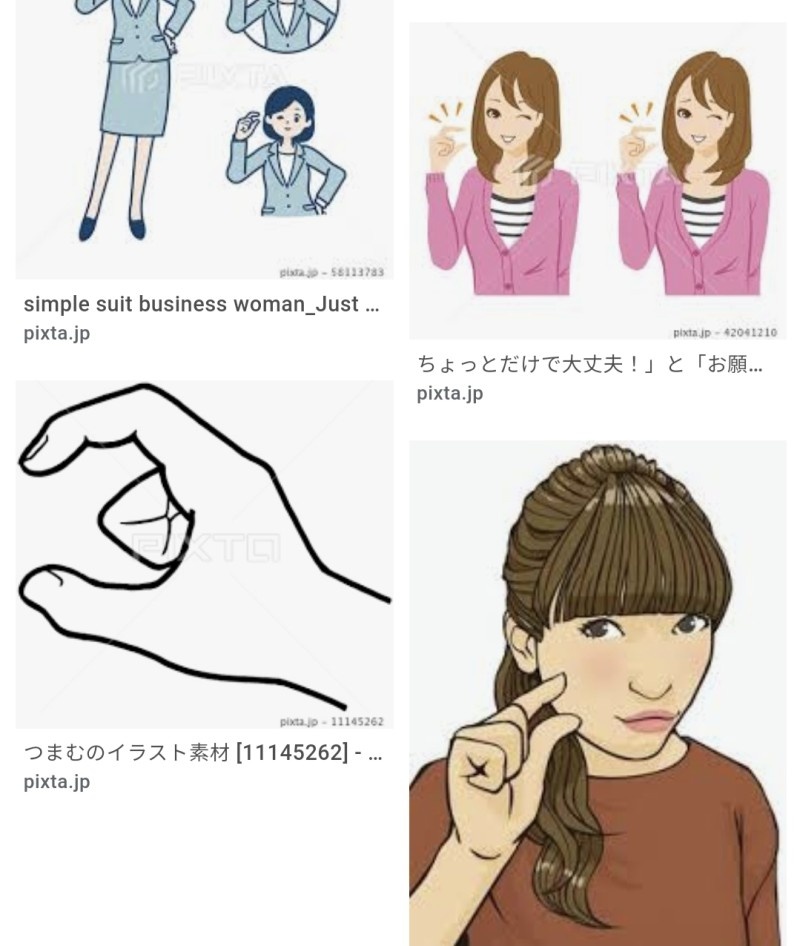 PIXTA
pixta.jp - 58113783
simple suit business woman_Just ...
pixta.jp
PIXTA
pixta.jp - 11145262
つまむのイラスト素材 [11145262] - ...
pixta.jp
PIXTA
pixta.jp - 42041210
ちょっとだけで大丈夫！」と「お願...
pixta.jp